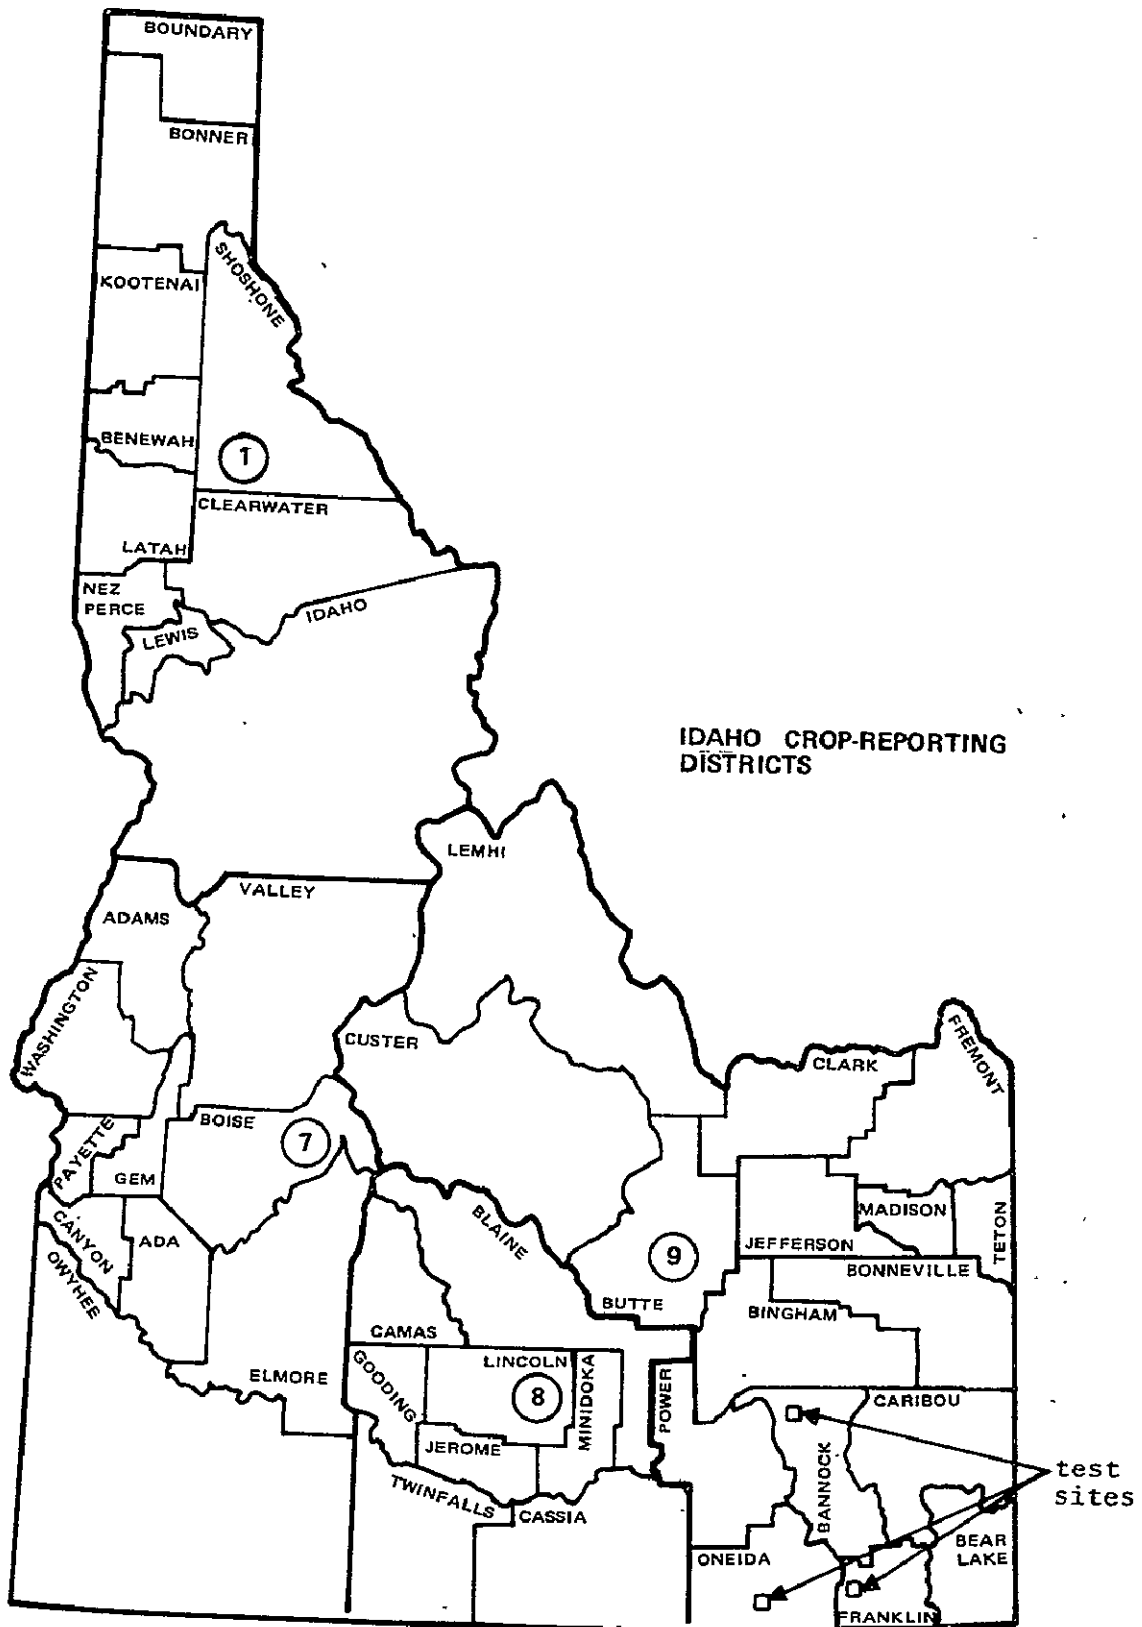 BOUNDARY
BONNER
SHOSHONE
KOOTENAI
BENEWAH
1
CLEARWATER
LATAH
NEZ
PERCE
LEWIS
IDAHO
IDAHO CROP-REPORTING
DISTRICTS
LEMHI
VALLEY
ADAMS
WASHINGTON
CUSTER
CLARK
FREMONT
BOISE
7
PAYETTE
GEM
MADISON
TETON
CANYON
ADA
BLAINE
JEFFERSON
OWYHEE
9
BONNEVILLE
BUTTE
BINGHAM
CAMAS
LINCOLN
ELMORE
GOODING
8
MINIDOKA
POWER
CARIBOU
JEROME
BANNOCK
TWINFALLS
CASSIA
test
sites
ONEIDA
BEAR
LAKE
FRANKLIN